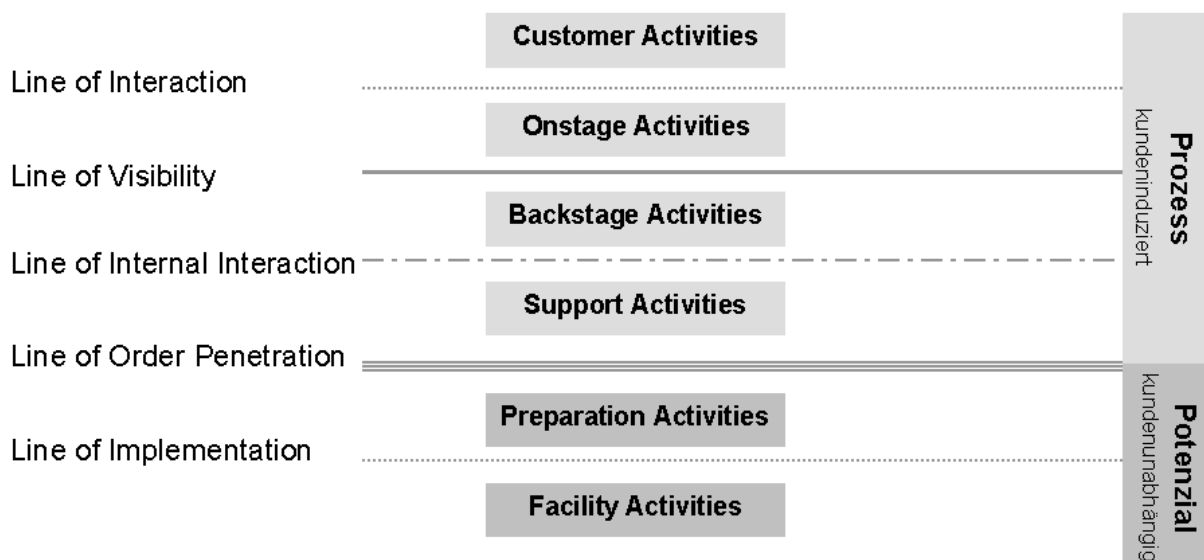 Customer Activities
Line of Interaction
Onstage Activities
Line of Visibility
Backstage Activities
Line of Internal Interaction
Support Activities
Line of Order Penetration
Preparation Activities
Line of Implementation
Facility Activities
Prozess
kundeninduziert
Potenzial
kundenunabhängig